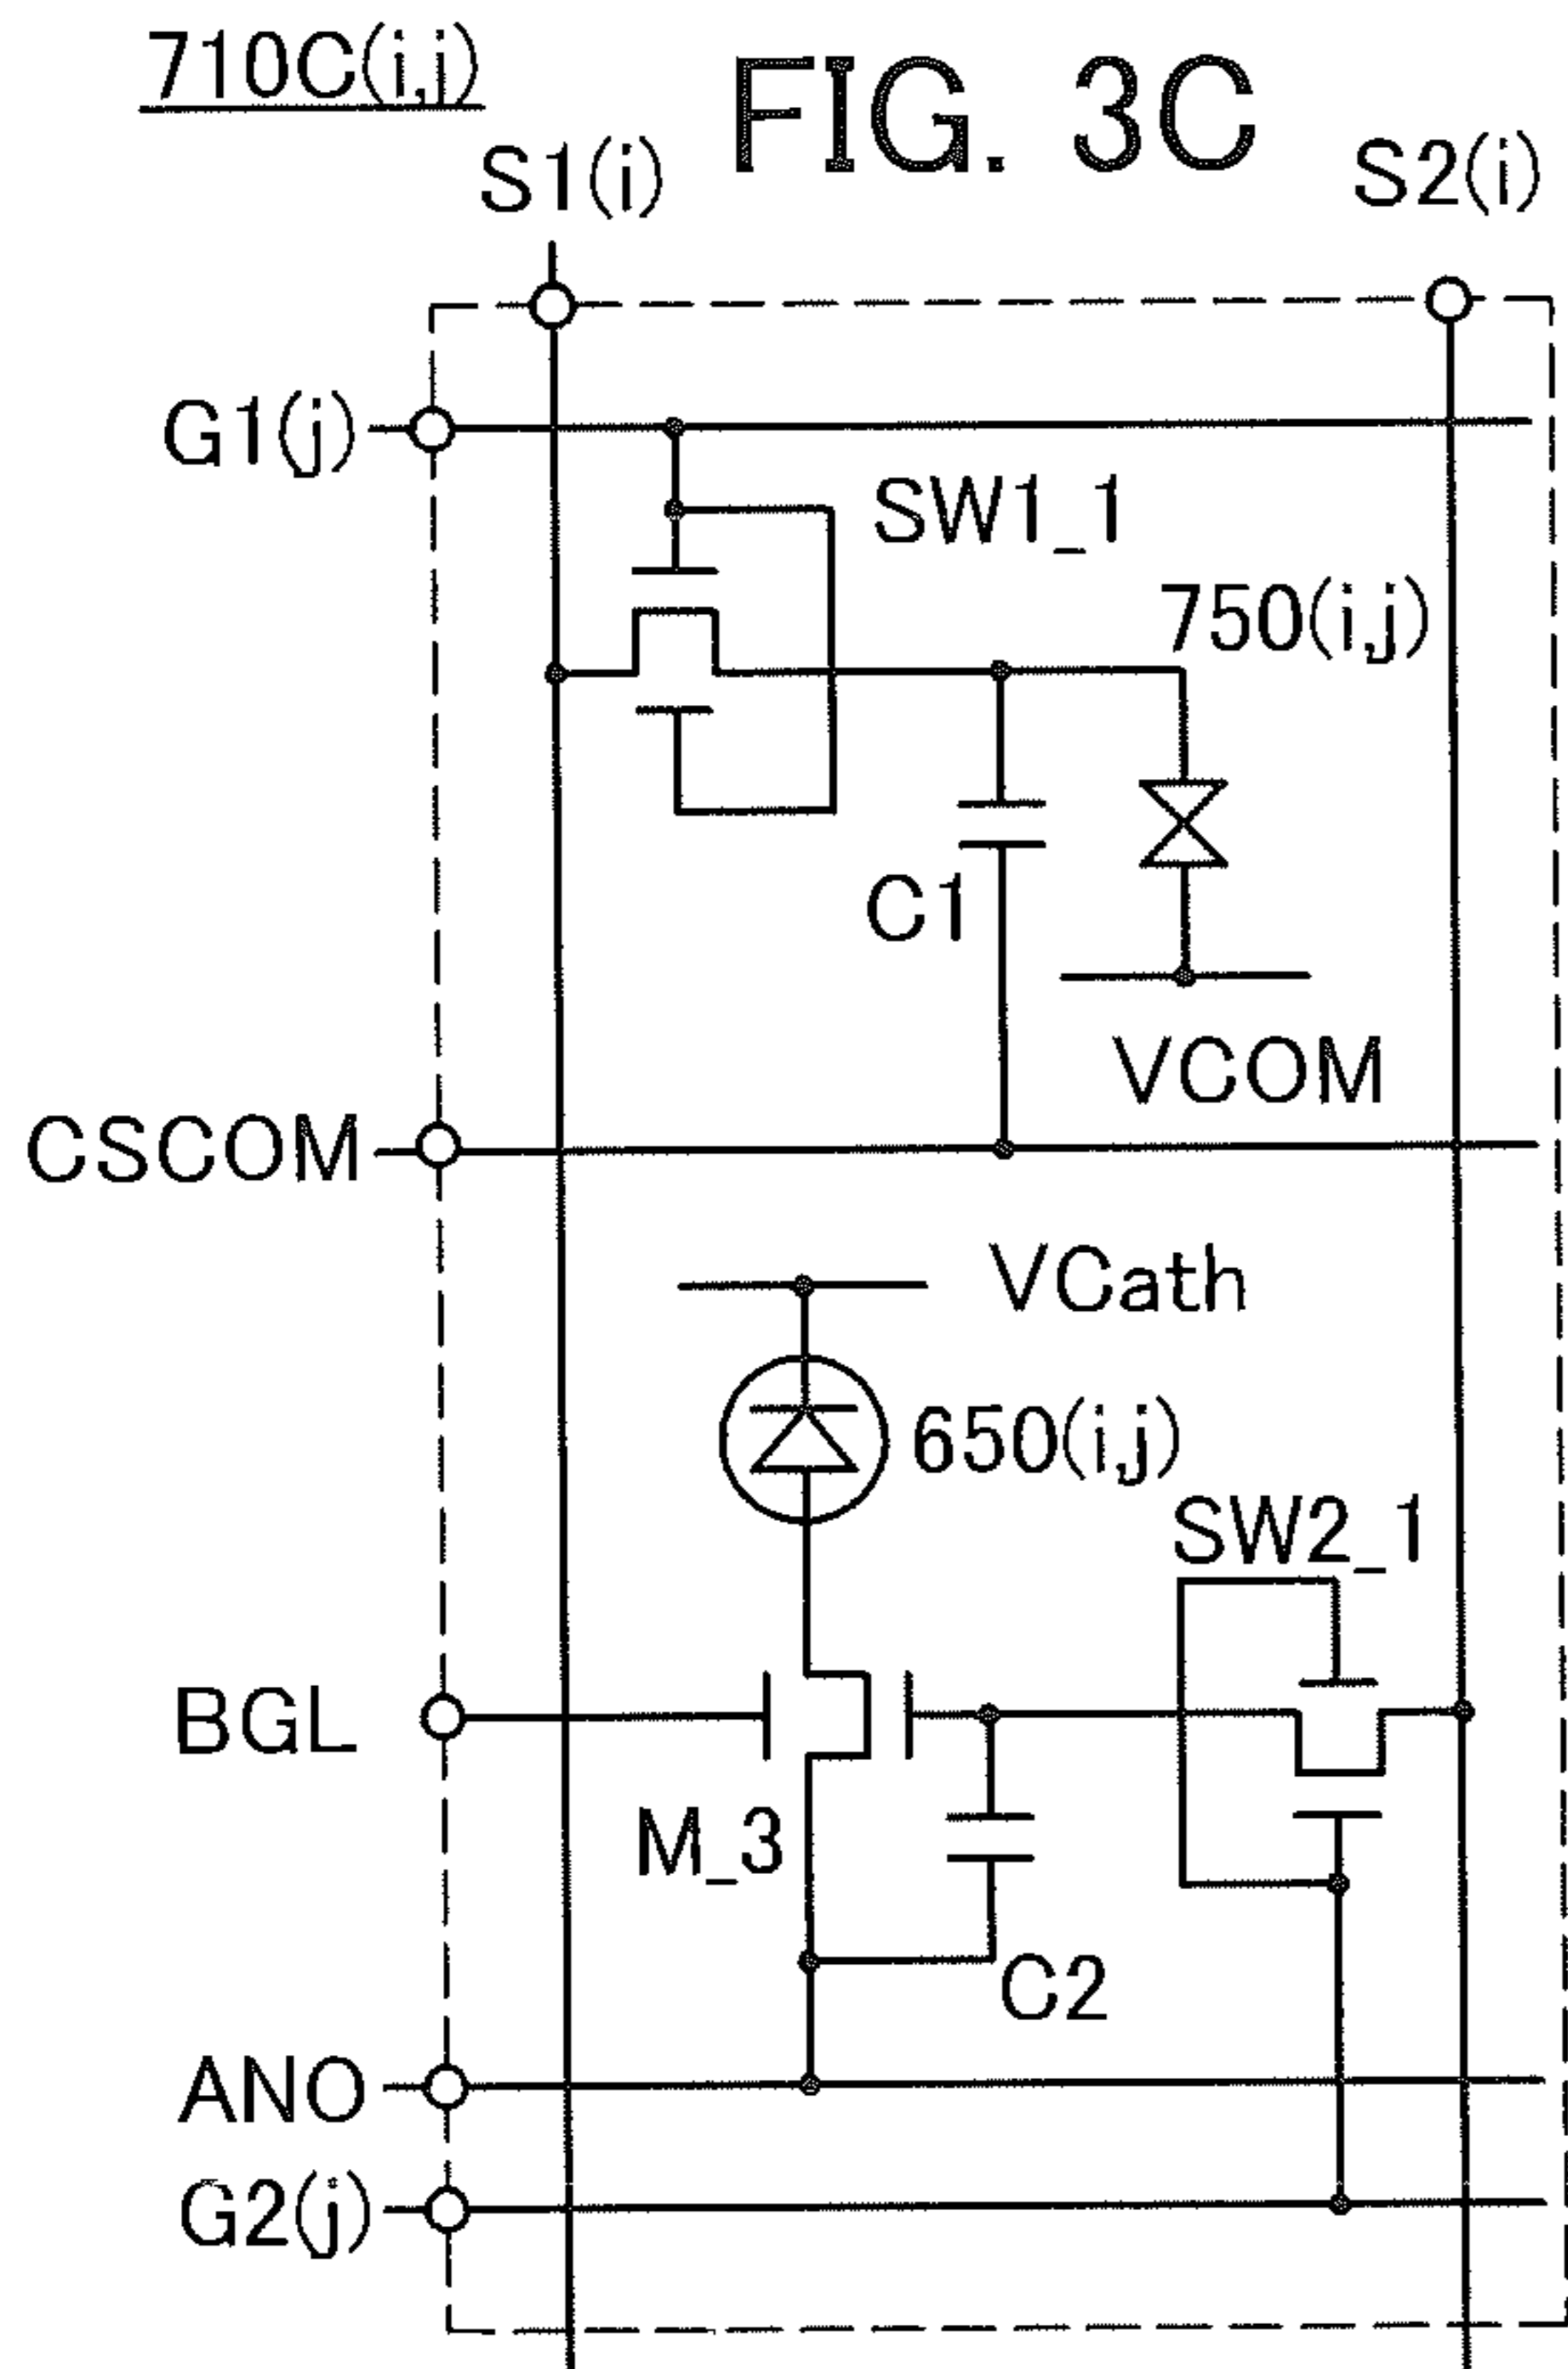 710C(i,j)
FIG. 3C
S1(i)
S2(i)
G1(j)
SW1_1
750(i,j)
C1
VCOM
CSCOM
VCath
650(i,j)
SW2_1
BGL
M_3
C2
ANO
G2(j)